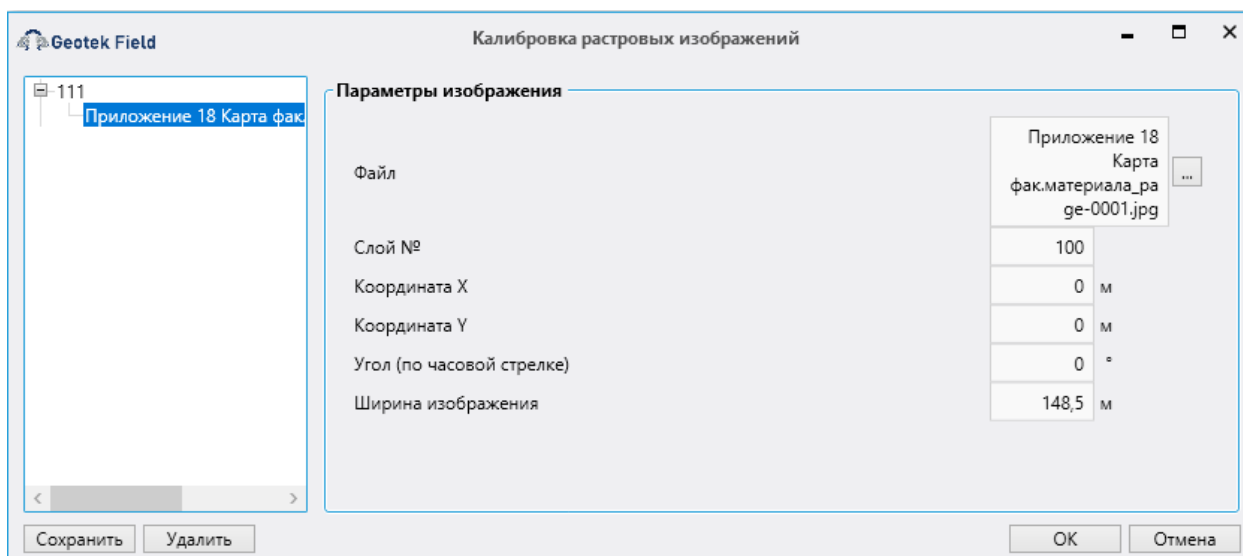 Geotek Field
Калибровка растровых изображений
111
Приложение 18 Карта фак.
Параметры изображения
Файл
Приложение 18
Карта
фак.материала_pa
ge-0001.jpg
...
Слой № 100
Координата X 0 м
Координата Y 0 м
Угол (по часовой стрелке) 0 °
Ширина изображения 148,5 м
Сохранить Удалить OK Отмена